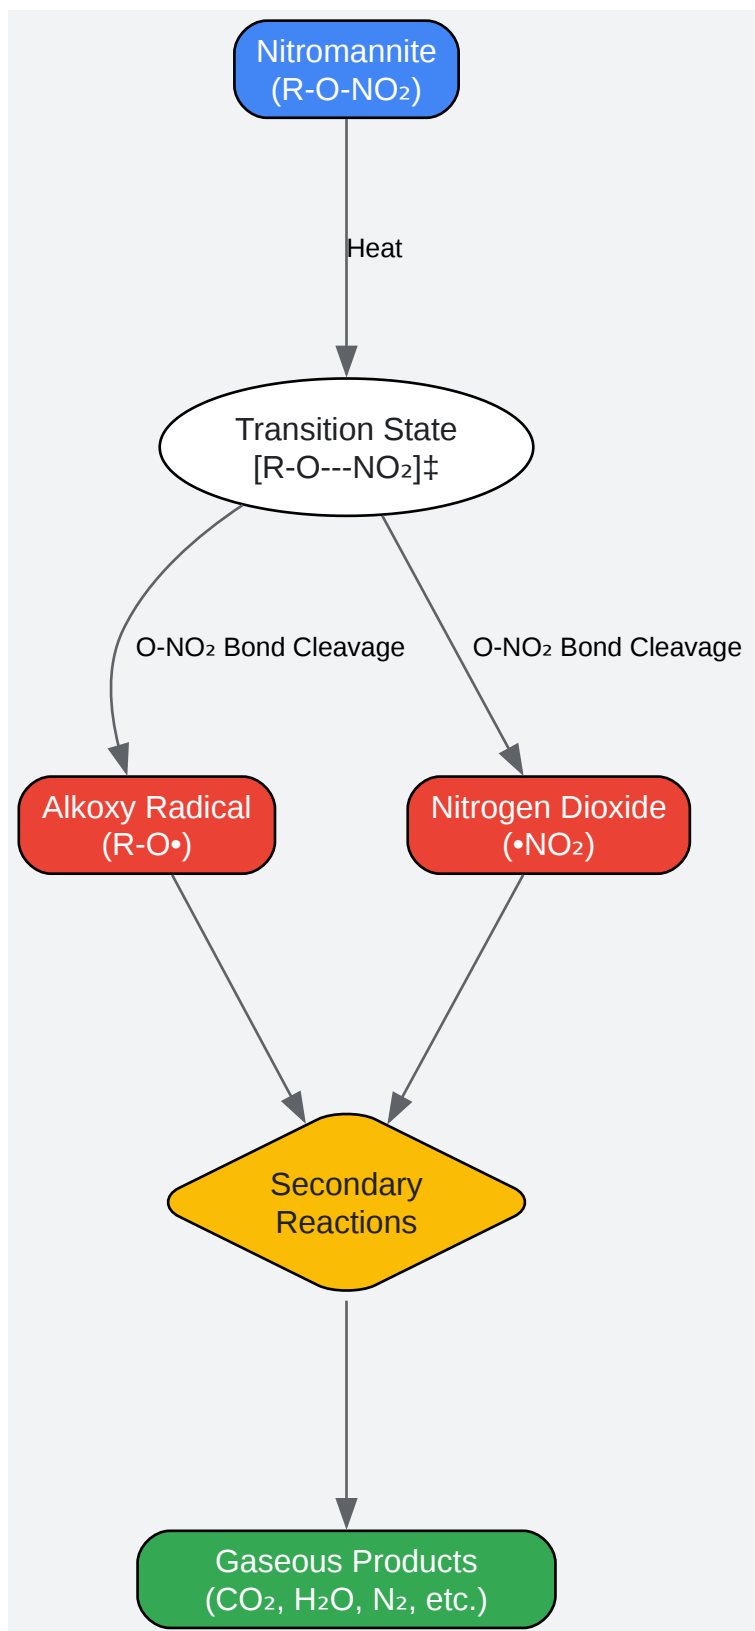 Nitromannite
(R-O-NO₂)
Heat
Transition State
[R-O---NO₂]‡
O-NO₂ Bond Cleavage
O-NO₂ Bond Cleavage
Alkoxy Radical
(R-O•)
Nitrogen Dioxide
(•NO₂)
Secondary
Reactions
Gaseous Products
(CO₂, H₂O, N₂, etc.)